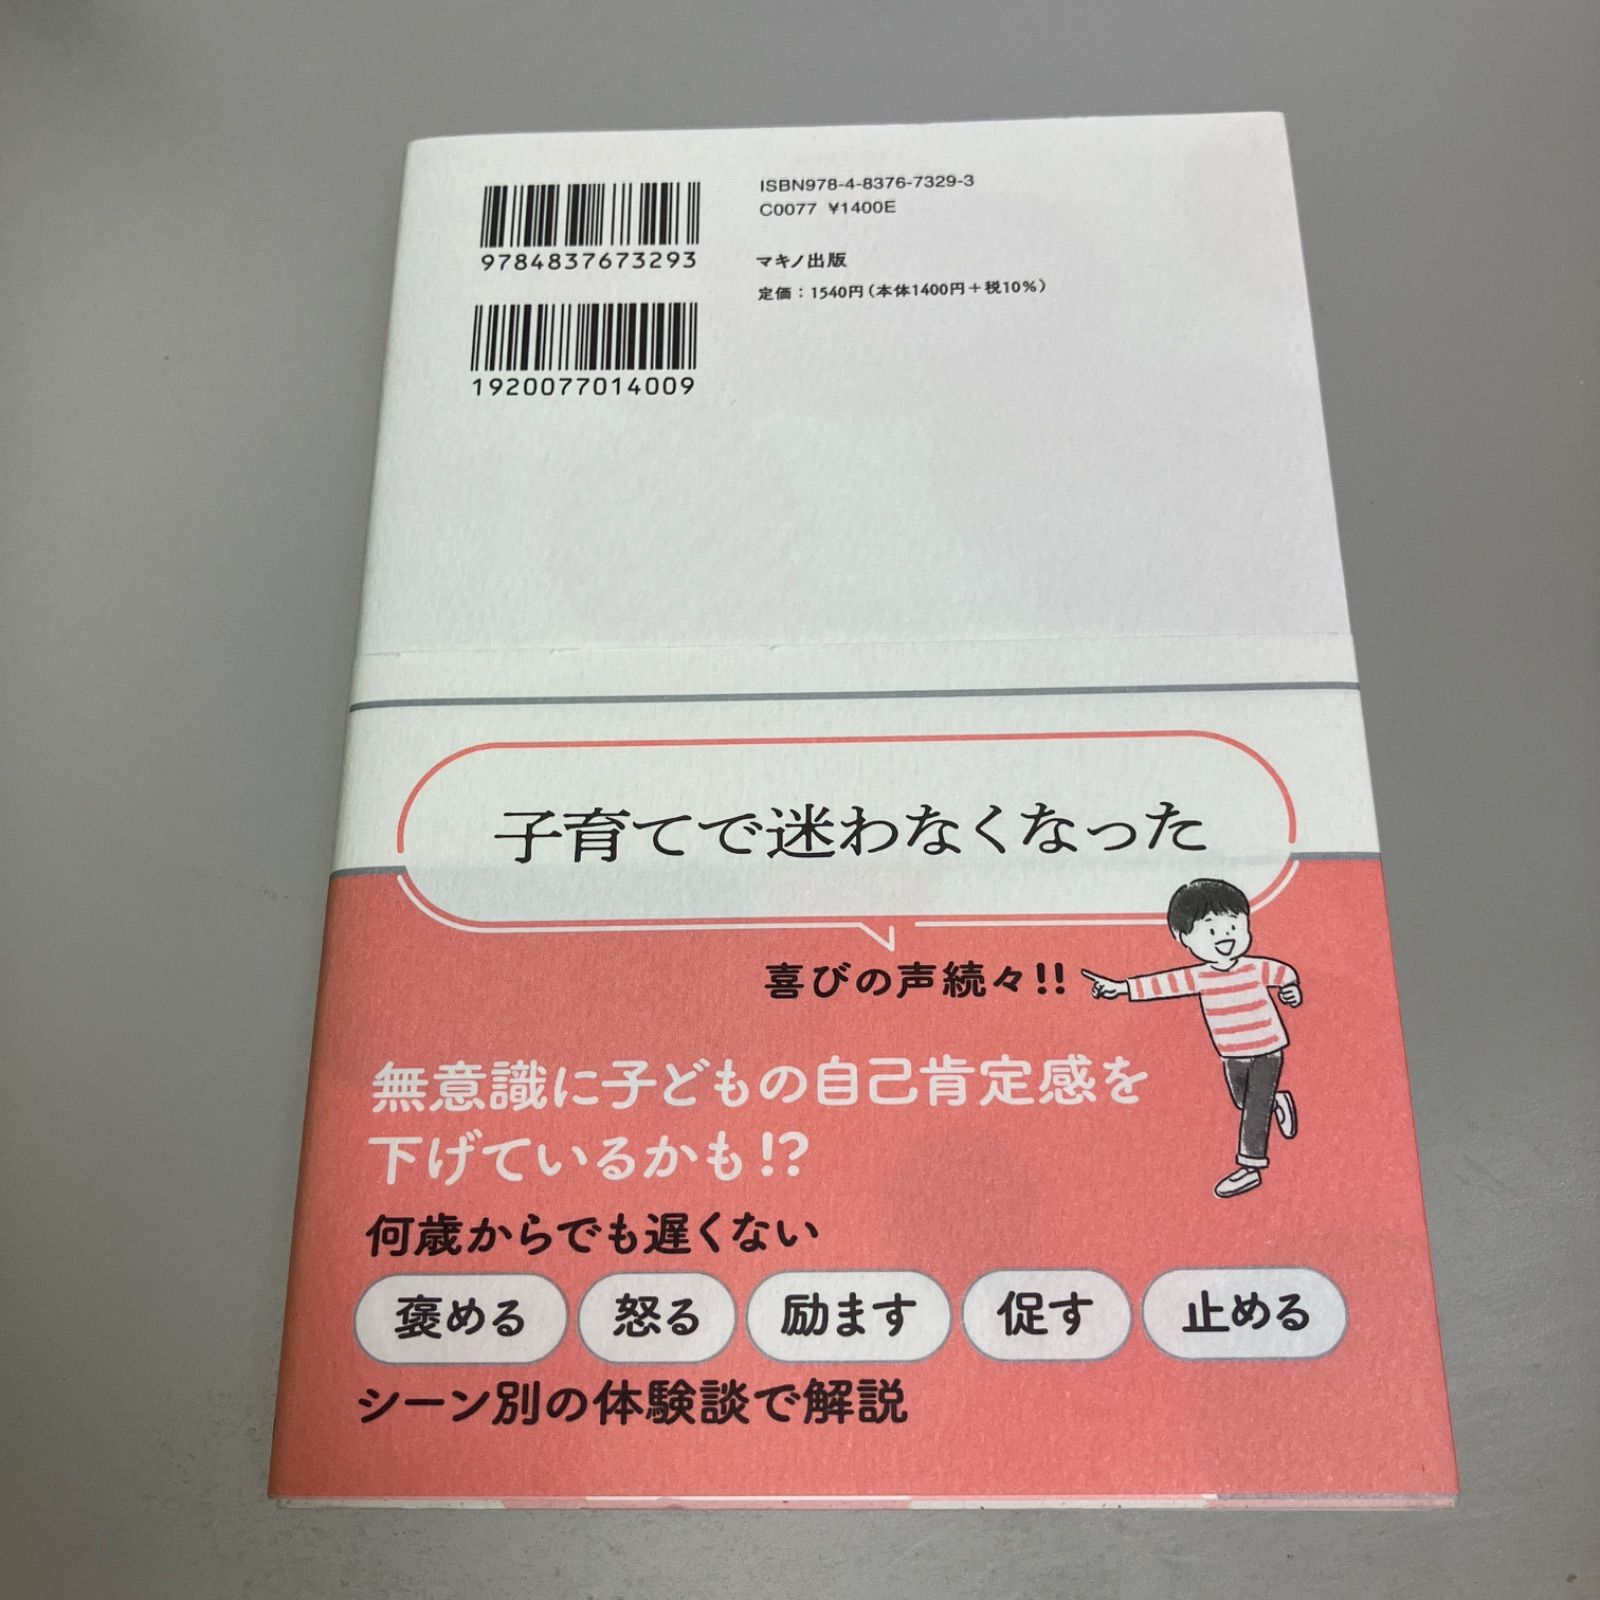 9784837673293
1920077014009
ISBN978-4-8376-7329-3
C0077 ¥1400E
マキノ出版
定価：1540円（本体1400円＋税10%）
子育てで迷わなくなった
喜びの声続々!!
無意識に子どもの自己肯定感を
下げているかも!?
何歳からでも遅くない
褒める 怒る 励ます 促す 止める
シーン別の体験談で解説